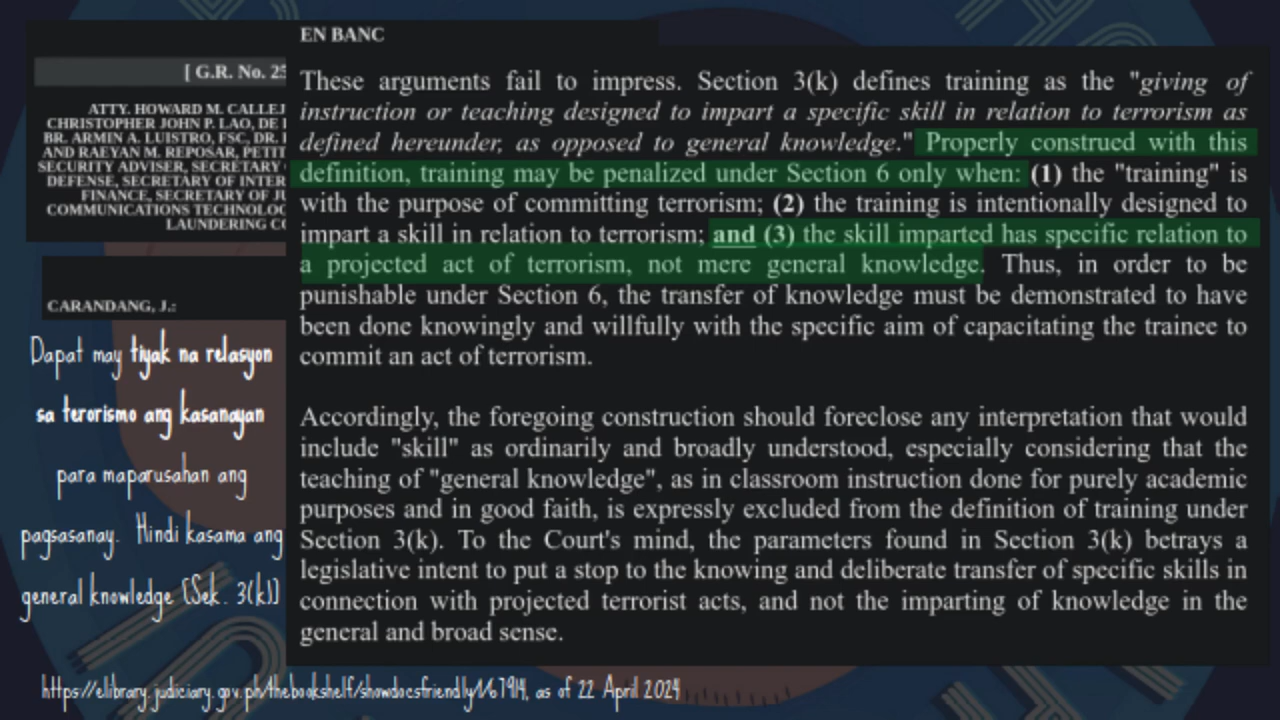 EN BANC
[ G.R. No. 25
ATTY. HOWARD M. CALLEJ
CHRISTOPHER JOHN P. LAO, DE
BR. ARMIN A. LUISTRO, FSC, DR.
AND RAEYAN M. REPOSAR, PETIT
SECURITY ADVISER, SECRETARY
DEFENSE, SECRETARY OF INTER
FINANCE, SECRETARY OF JU
COMMUNICATIONS TECHNOLOG
LAUNDERING CO
CARANDANG, J.:
Dapat may tiyak na relasyon
sa terorismo ang kasanayan
para maparusahan ang
pagsasanay. Hindi kasama ang
general knowledge (Sek. 3(k))
These arguments fail to impress. Section 3(k) defines training as the "giving of
instruction or teaching designed to impart a specific skill in relation to terrorism as
defined hereunder, as opposed to general knowledge." Properly construed with this
definition, training may be penalized under Section 6 only when: (1) the "training" is
with the purpose of committing terrorism; (2) the training is intentionally designed to
impart a skill in relation to terrorism; and (3) the skill imparted has specific relation to
a projected act of terrorism, not mere general knowledge. Thus, in order to be
punishable under Section 6, the transfer of knowledge must be demonstrated to have
been done knowingly and willfully with the specific aim of capacitating the trainee to
commit an act of terrorism.
Accordingly, the foregoing construction should foreclose any interpretation that would
include "skill" as ordinarily and broadly understood, especially considering that the
teaching of "general knowledge", as in classroom instruction done for purely academic
purposes and in good faith, is expressly excluded from the definition of training under
Section 3(k). To the Court's mind, the parameters found in Section 3(k) betrays a
legislative intent to put a stop to the knowing and deliberate transfer of specific skills in
connection with projected terrorist acts, and not the imparting of knowledge in the
general and broad sense.
https://elibrary.judiciary.gov.ph/thebookshelf/showdocsfriendly/1/67914, as of 22 April 2024